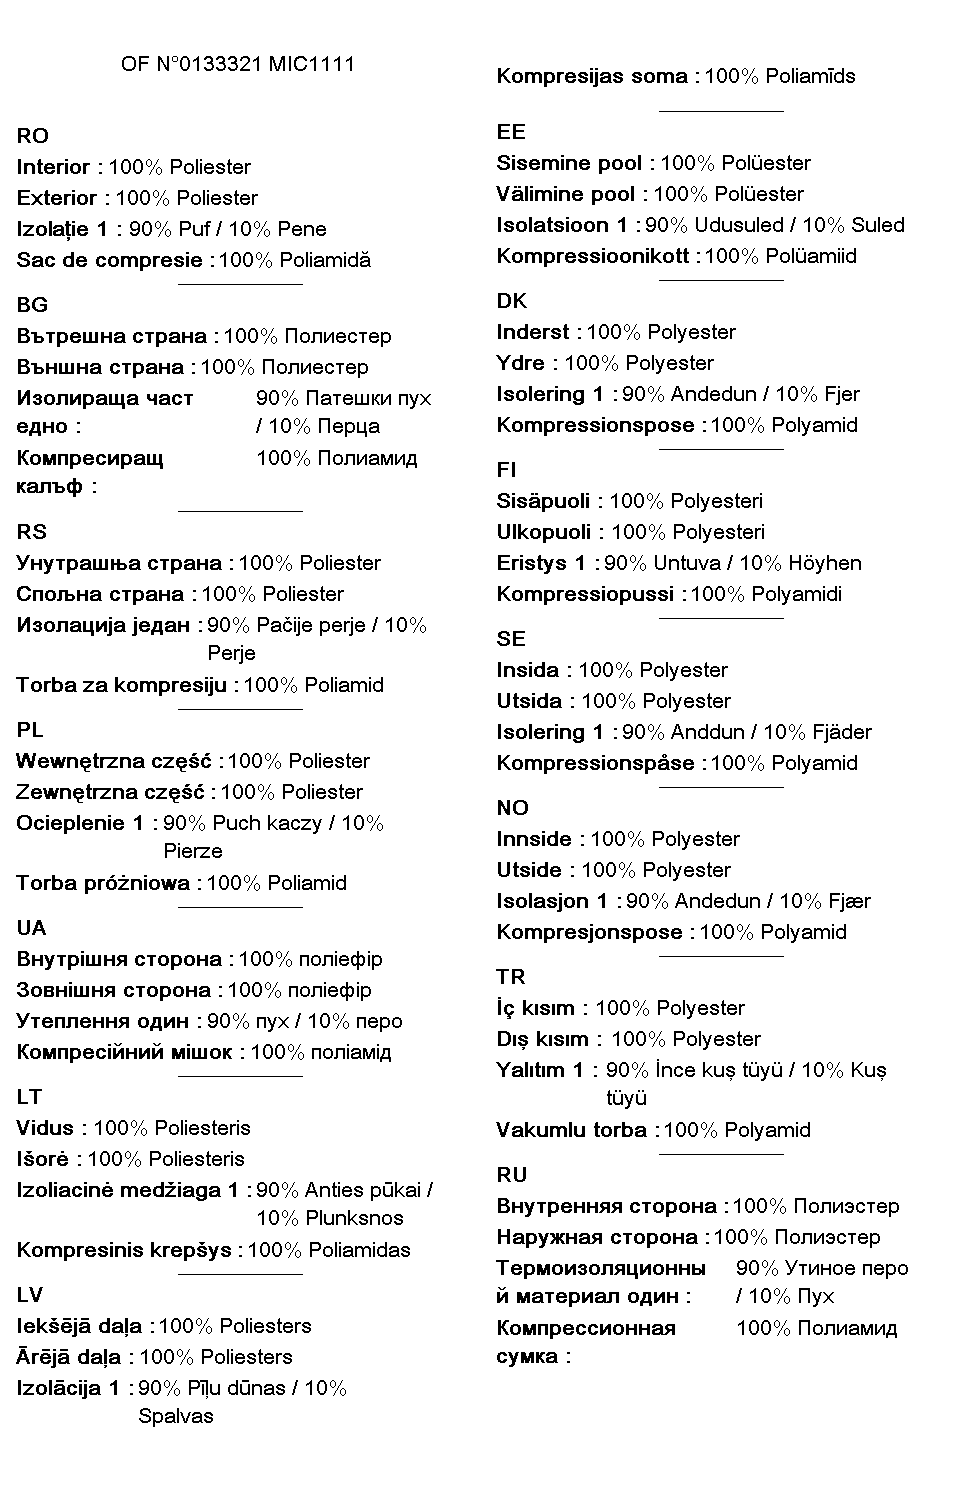 OF N°0133321 MIC1111
RO
Interior : 100% Poliester
Exterior : 100% Poliester
Izolație 1 : 90% Puf / 10% Pene
Sac de compresie : 100% Poliamidă
BG
Вътрешна страна : 100% Полиестер
Външна страна : 100% Полиестер
Изолираща част 90% Патешки пух
едно : / 10% Перца
Компресиращ 100% Полиамид
калъф :
RS
Унутрашња страна : 100% Poliester
Спољна страна : 100% Poliester
Изолација један : 90% Pačije perje / 10%
Perje
Torba za kompresiju : 100% Poliamid
PL
Wewnętrzna część : 100% Poliester
Zewnętrzna część : 100% Poliester
Ocieplenie 1 : 90% Puch kaczy / 10%
Pierze
Torba próżniowa : 100% Poliamid
UA
Внутрішня сторона : 100% поліефір
Зовнішня сторона : 100% поліефір
Утеплення один : 90% пух / 10% перо
Компресійний мішок : 100% поліамід
LT
Vidus : 100% Poliesteris
Išorė : 100% Poliesteris
Izoliacinė medžiaga 1 : 90% Anties pūkai /
10% Plunksnos
Kompresinis krepšys : 100% Poliamidas
LV
Iekšējā daļa : 100% Poliesters
Ārējā daļa : 100% Poliesters
Izolācija 1 : 90% Pīļu dūnas / 10%
Spalvas
Kompresijas soma : 100% Poliamīds
EE
Sisemine pool : 100% Polüester
Välimine pool : 100% Polüester
Isolatsioon 1 : 90% Udusuled / 10% Suled
Kompressioonikott : 100% Polüamiid
DK
Inderst : 100% Polyester
Ydre : 100% Polyester
Isolering 1 : 90% Andedun / 10% Fjer
Kompressionspose : 100% Polyamid
FI
Sisäpuoli : 100% Polyesteri
Ulkopuoli : 100% Polyesteri
Eristys 1 : 90% Untuva / 10% Höyhen
Kompressiopussi : 100% Polyamidi
SE
Insida : 100% Polyester
Utsida : 100% Polyester
Isolering 1 : 90% Anddun / 10% Fjäder
Kompressionspåse : 100% Polyamid
NO
Innside : 100% Polyester
Utside : 100% Polyester
Isolasjon 1 : 90% Andedun / 10% Fjær
Kompresjonspose : 100% Polyamid
TR
İç kısım : 100% Polyester
Dış kısım : 100% Polyester
Yalıtım 1 : 90% İnce kuş tüyü / 10% Kuş
tüyü
Vakumlu torba : 100% Polyamid
RU
Внутренняя сторона : 100% Полиэстер
Наружная сторона : 100% Полиэстер
Термоизоляционны 90% Утиное перо
й материал один : / 10% Пух
Компрессионная 100% Полиамид
сумка :